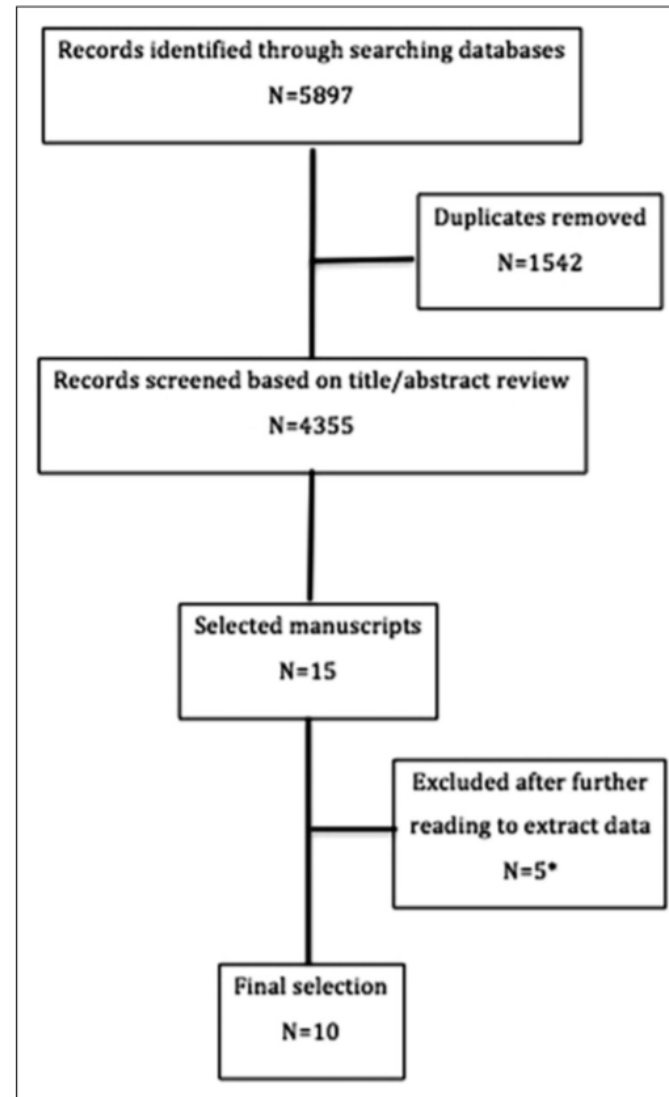 Records identified through searching databases
N=5897
Duplicates removed
N=1542
Records screened based on title/abstract review
N=4355
Selected manuscripts
N=15
Excluded after further
reading to extract data
N=5*
Final selection
N=10